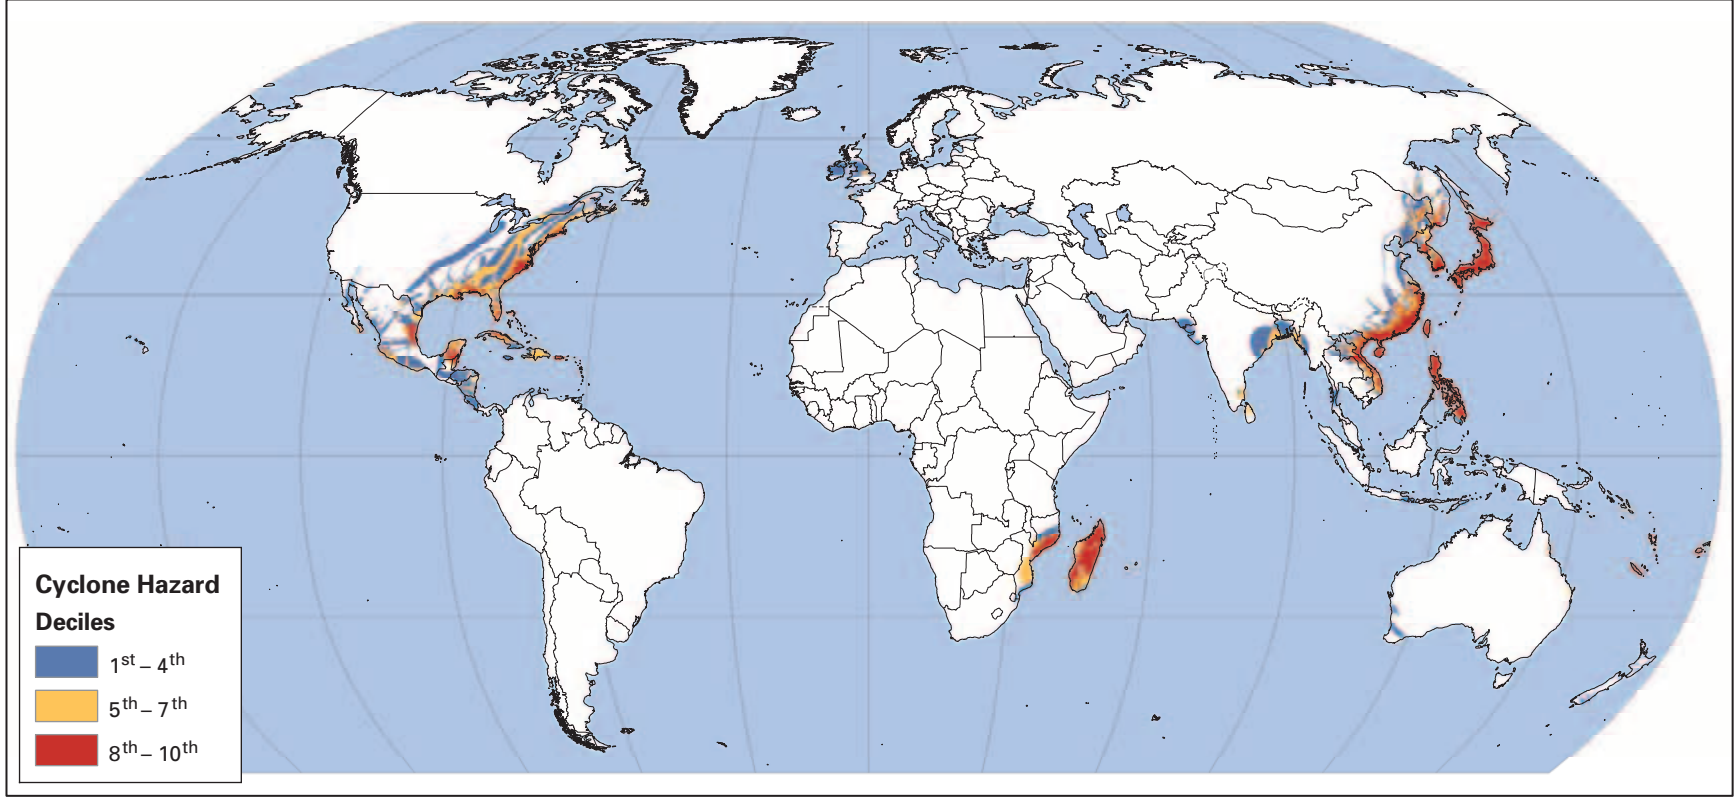 Cyclone Hazard
Deciles
1st – 4th
5th – 7th
8th – 10th